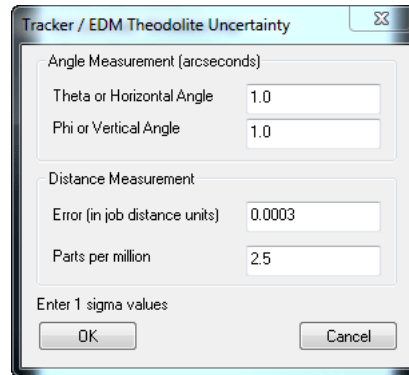 Tracker / EDM Theodolite Uncertainty
Angle Measurement (arcseconds)
Theta or Horizontal Angle 1.0
Phi or Vertical Angle 1.0
Distance Measurement
Error (in job distance units) 0.0003
Parts per million 2.5
Enter 1 sigma values
OK Cancel